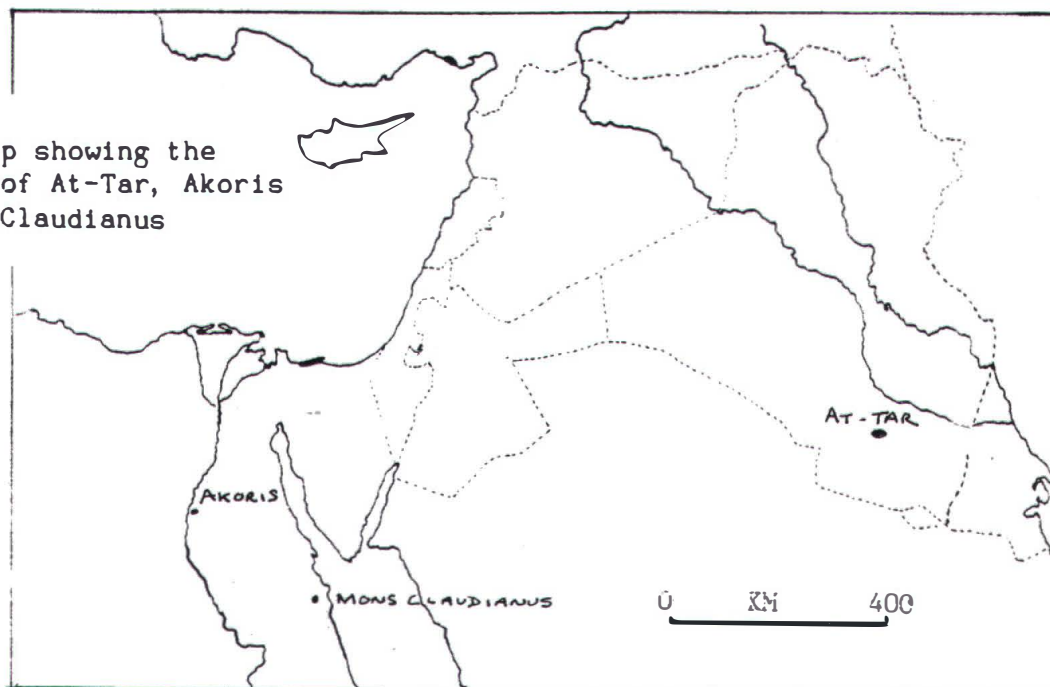 p showing the
of At-Tar, Akoris
Claudianus
AT-TAR
AKORIS
MONS CLAUDIANUS
0 KM 400